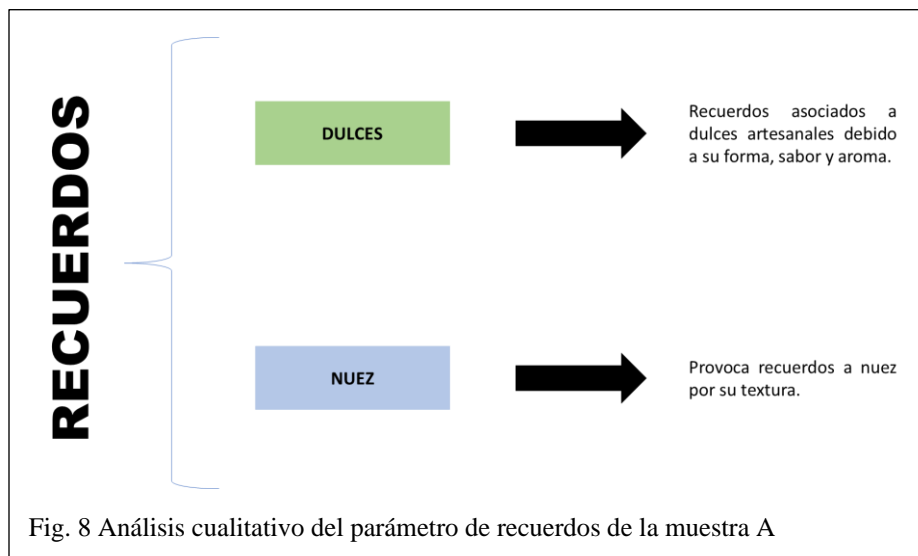 RECUERDOS
DULCES
Recuerdos asociados a
dulces artesanales debido
a su forma, sabor y aroma.
NUEZ
Provoca recuerdos a nuez
por su textura.
Fig. 8 Análisis cualitativo del parámetro de recuerdos de la muestra A